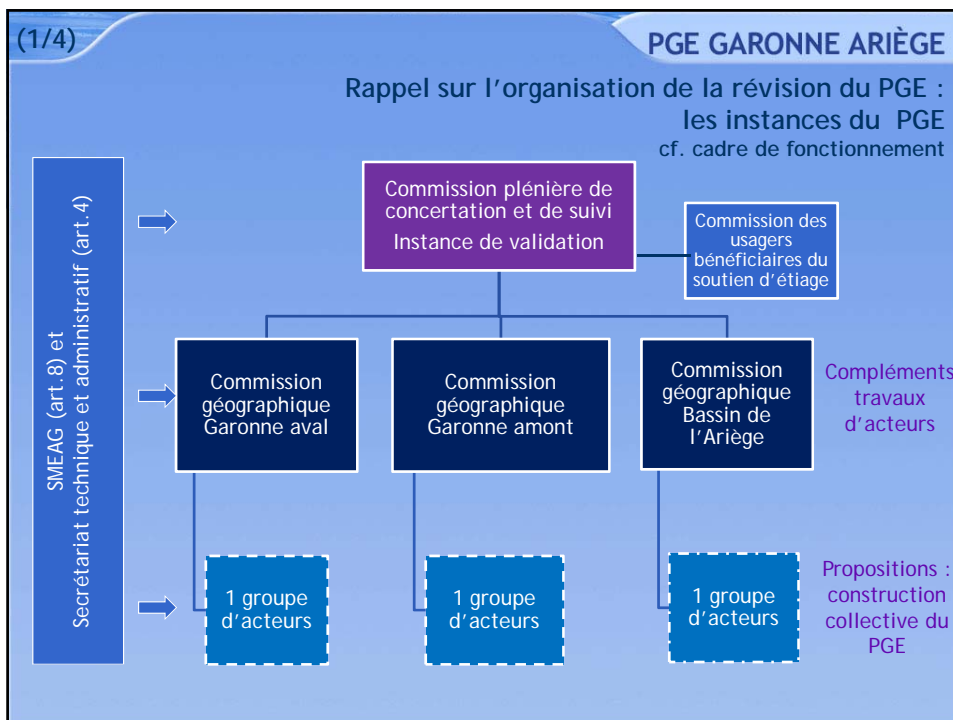 (1/4)
PGE GARONNE ARIÈGE
Rappel sur l'organisation de la révision du PGE :
les instances du PGE
cf. cadre de fonctionnement
SMEAG (art.8) et
Secrétariat technique et administratif (art.4)
Commission plénière de
concertation et de suivi
Instance de validation
Commission des
usagers
bénéficiaires du
soutien d'étiage
Commission
géographique
Garonne aval
Commission
géographique
Garonne amont
Commission
géographique
Bassin de
l'Ariège
Compléments
travaux
d'acteurs
1 groupe
d'acteurs
1 groupe
d'acteurs
1 groupe
d'acteurs
Propositions :
construction
collective du
PGE